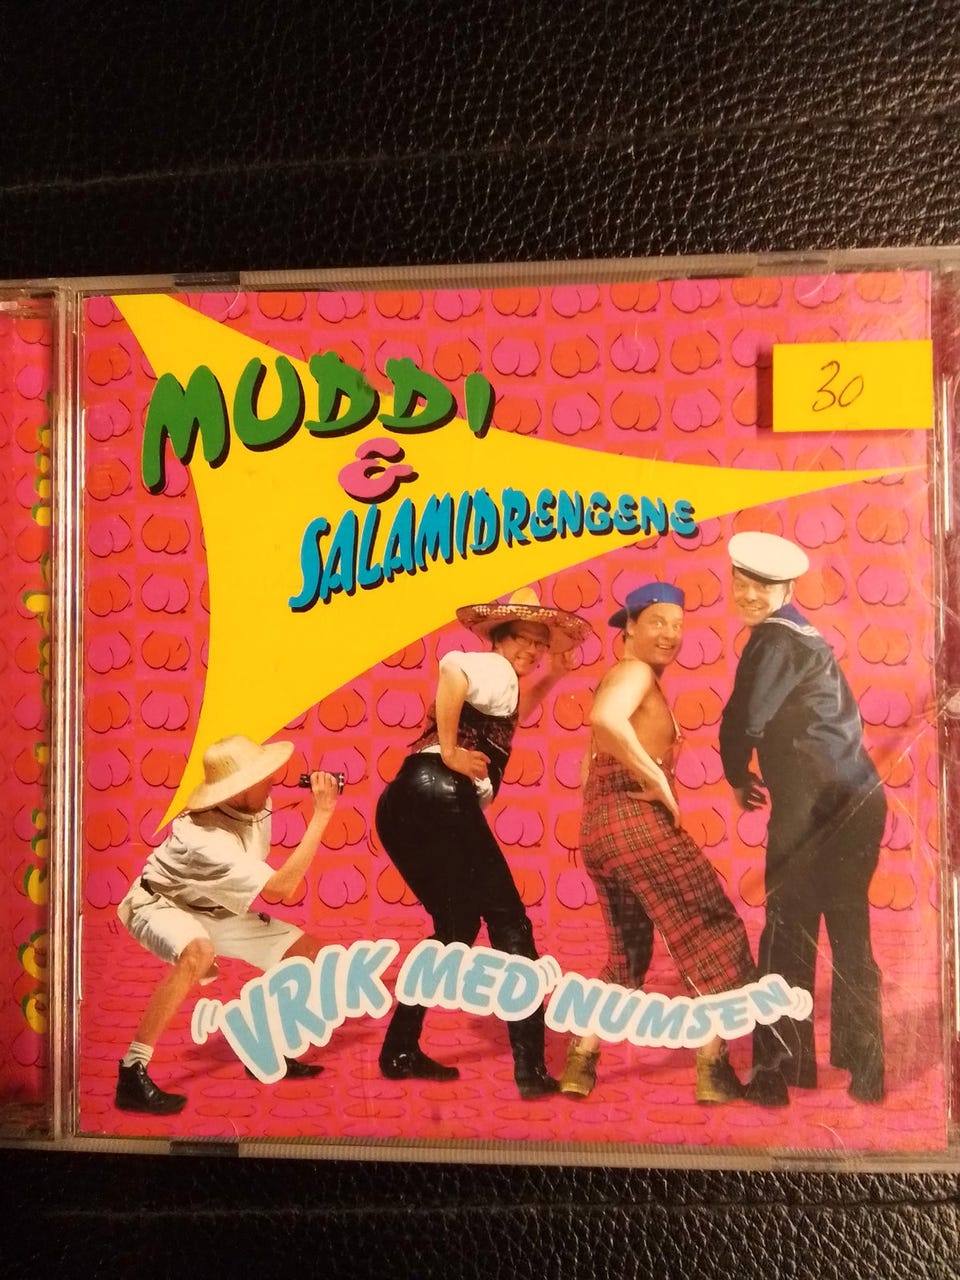 MUDDI
30
&
SALAMIDRENGENE
"VRIK MED NUMSEN"